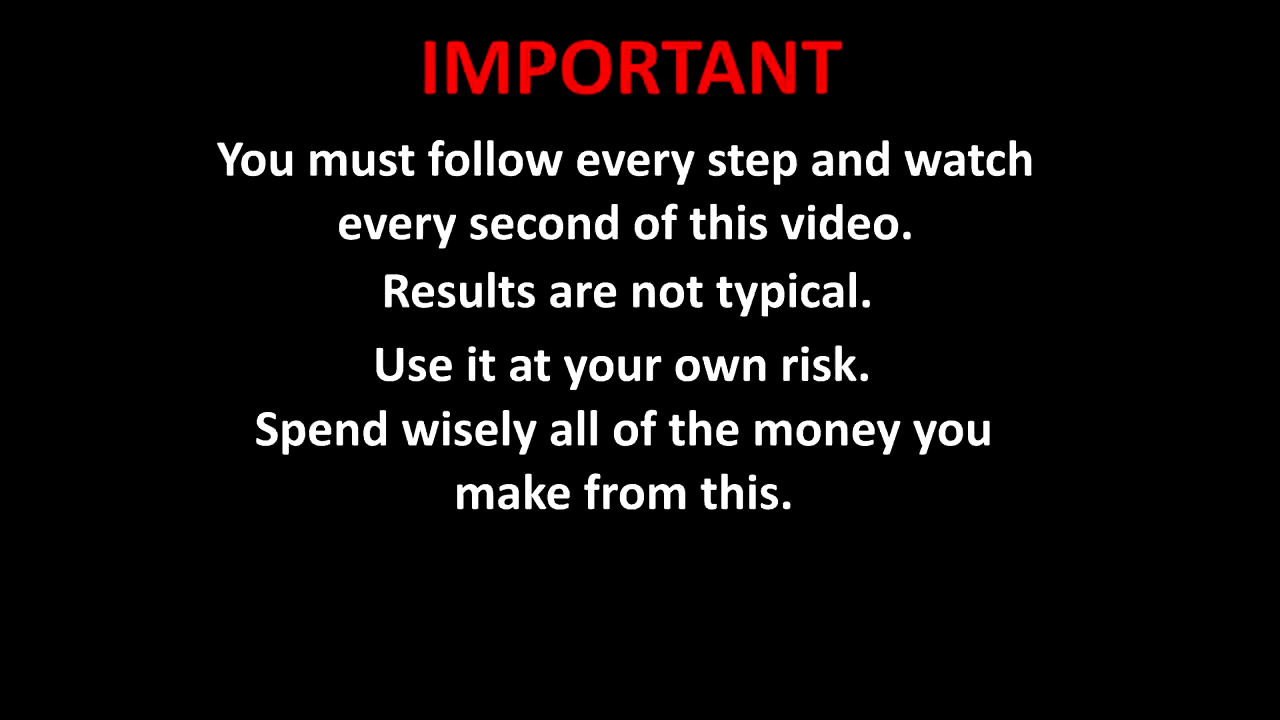 IMPORTANT
You must follow every step and watch
every second of this video.
Results are not typical.
Use it at your own risk.
Spend wisely all of the money you
make from this.